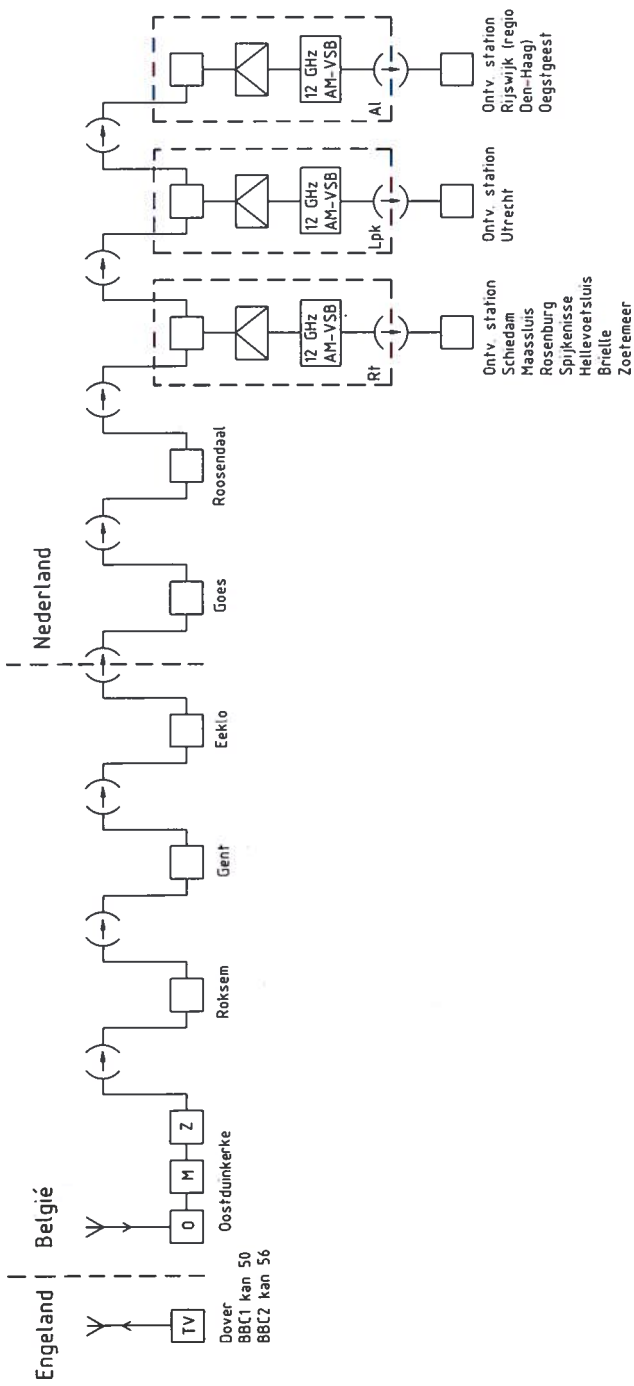 Engeland
België
Nederland
TV
Dover
BBC1 kan 50
BBC2 kan 56
O
M
Z
Oostduinkerke
Roksem
Gent
Eeklo
Goes
Roosendaal
12 GHz
AM-VSB
Rt
Ontv. station
Schiedam
Maassluis
Rosenburg
Spijkenisse
Hellevoetsluis
Brielle
Zoetemeer
12 GHz
AM-VSB
Lpk
Ontv. station
Utrecht
12 GHz
AM-VSB
Al
Ontv. station
Rijswijk (regio
Den-Haag)
Oegstgeest